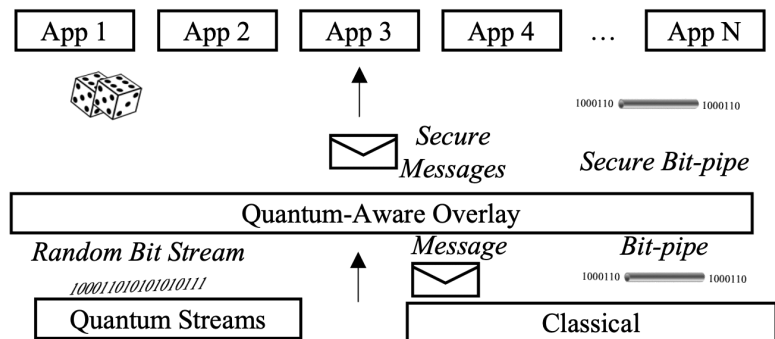 App 1 App 2 App 3 App 4 … App N
1000110 1000110
Secure
Messages
Secure Bit-pipe
Quantum-Aware Overlay
Random Bit Stream Message Bit-pipe
100011010101010111
1000110 1000110
Quantum Streams Classical